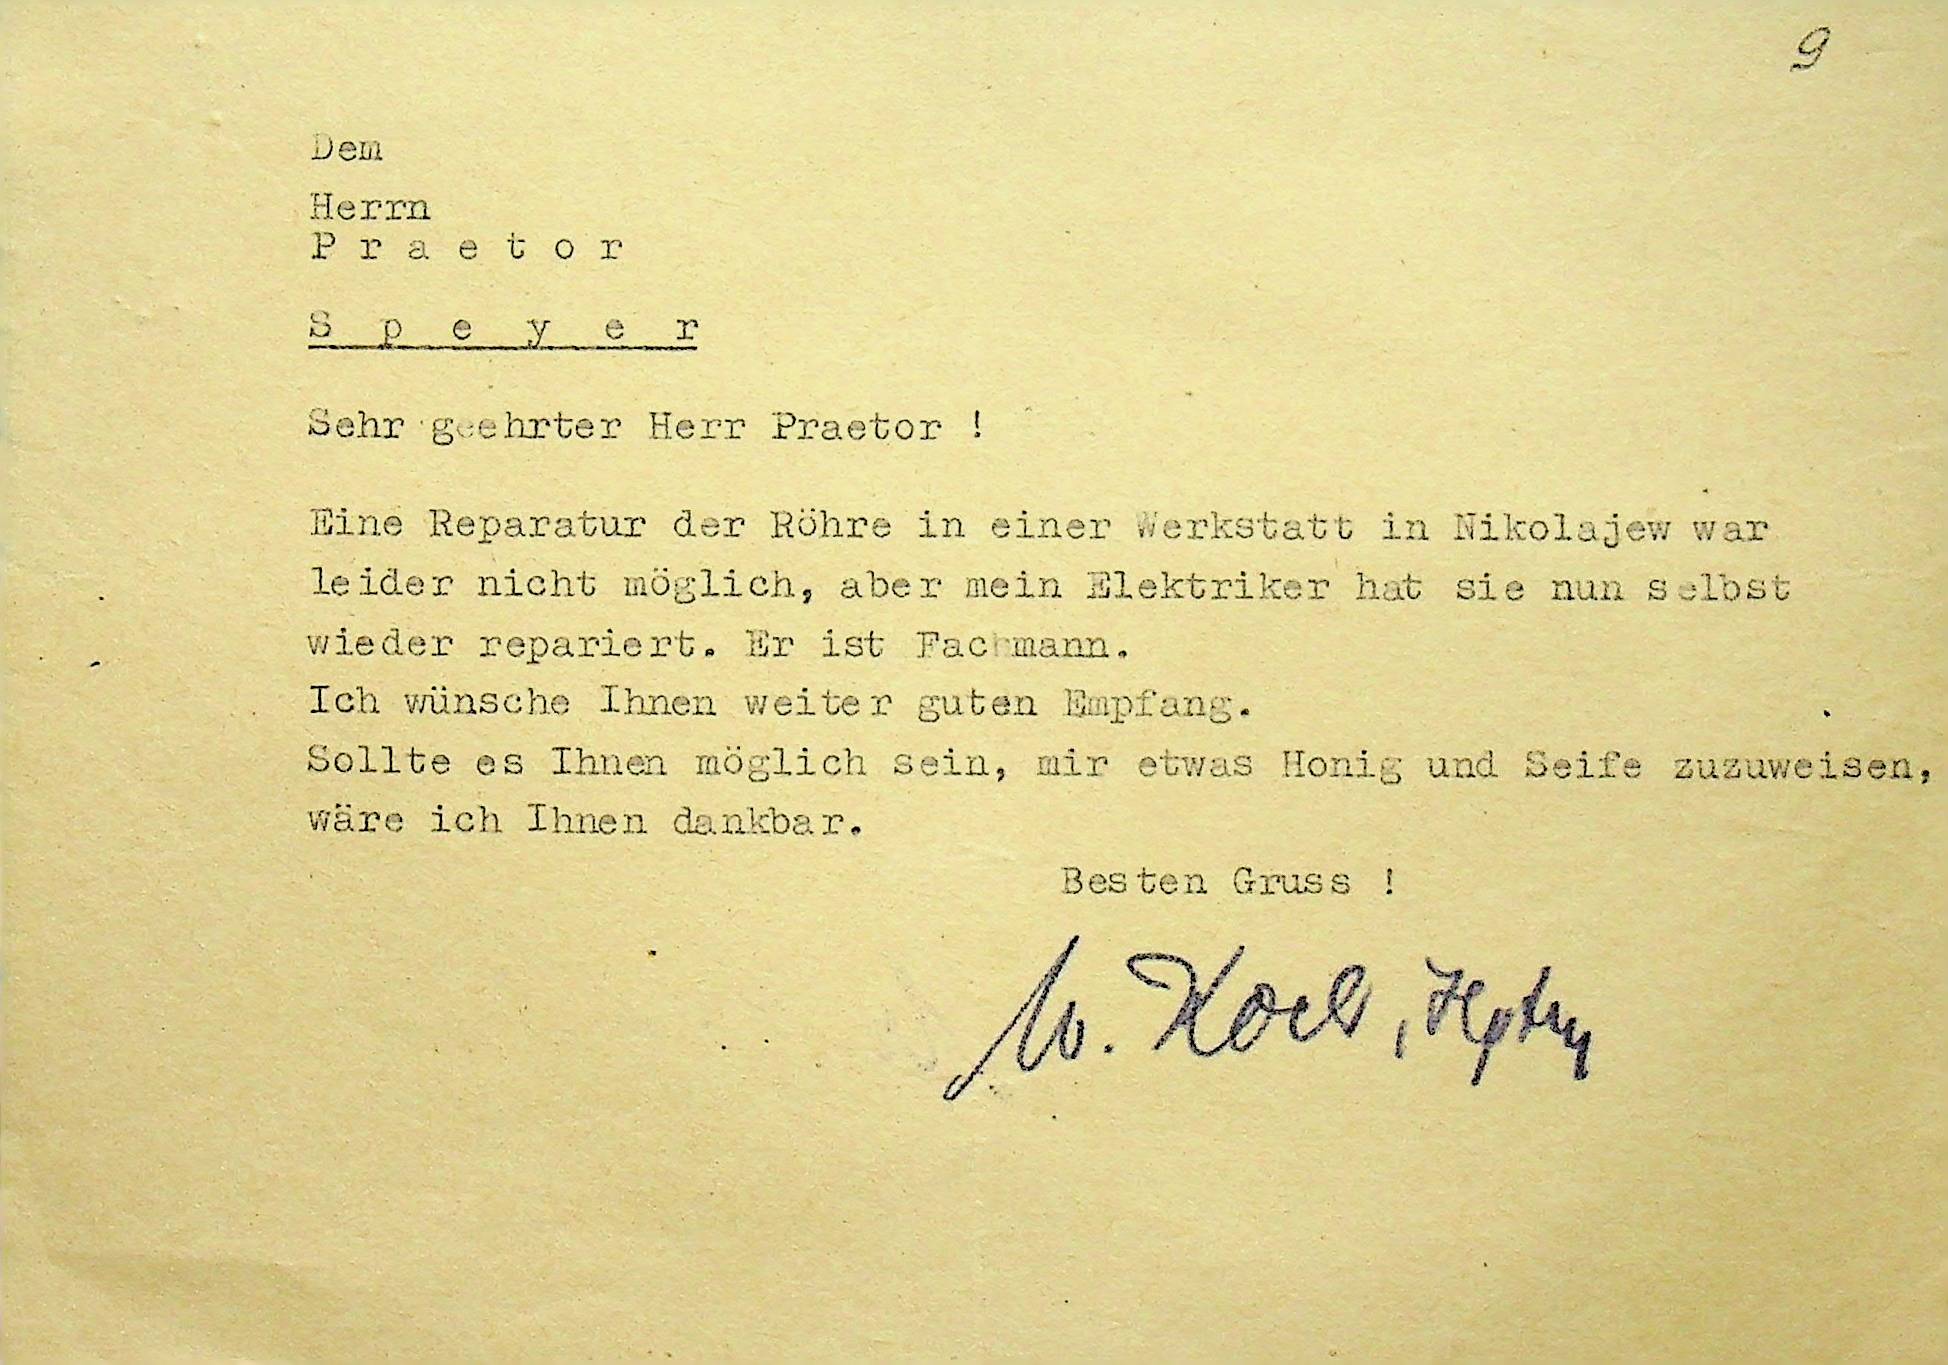 9
Dem
Herrn
P r a e t o r
S p e y e r
Sehr geehrter Herr Praetor !
Eine Reparatur der Röhre in einer Werkstatt in Nikolajew war
leider nicht möglich, aber mein Elektriker hat sie nun selbst
wieder repariert. Er ist Fachmann.
Ich wünsche Ihnen weiter guten Empfang.
Sollte es Ihnen möglich sein, mir etwas Honig und Seife zuzuweisen,
wäre ich Ihnen dankbar.
Besten Gruss !
W.